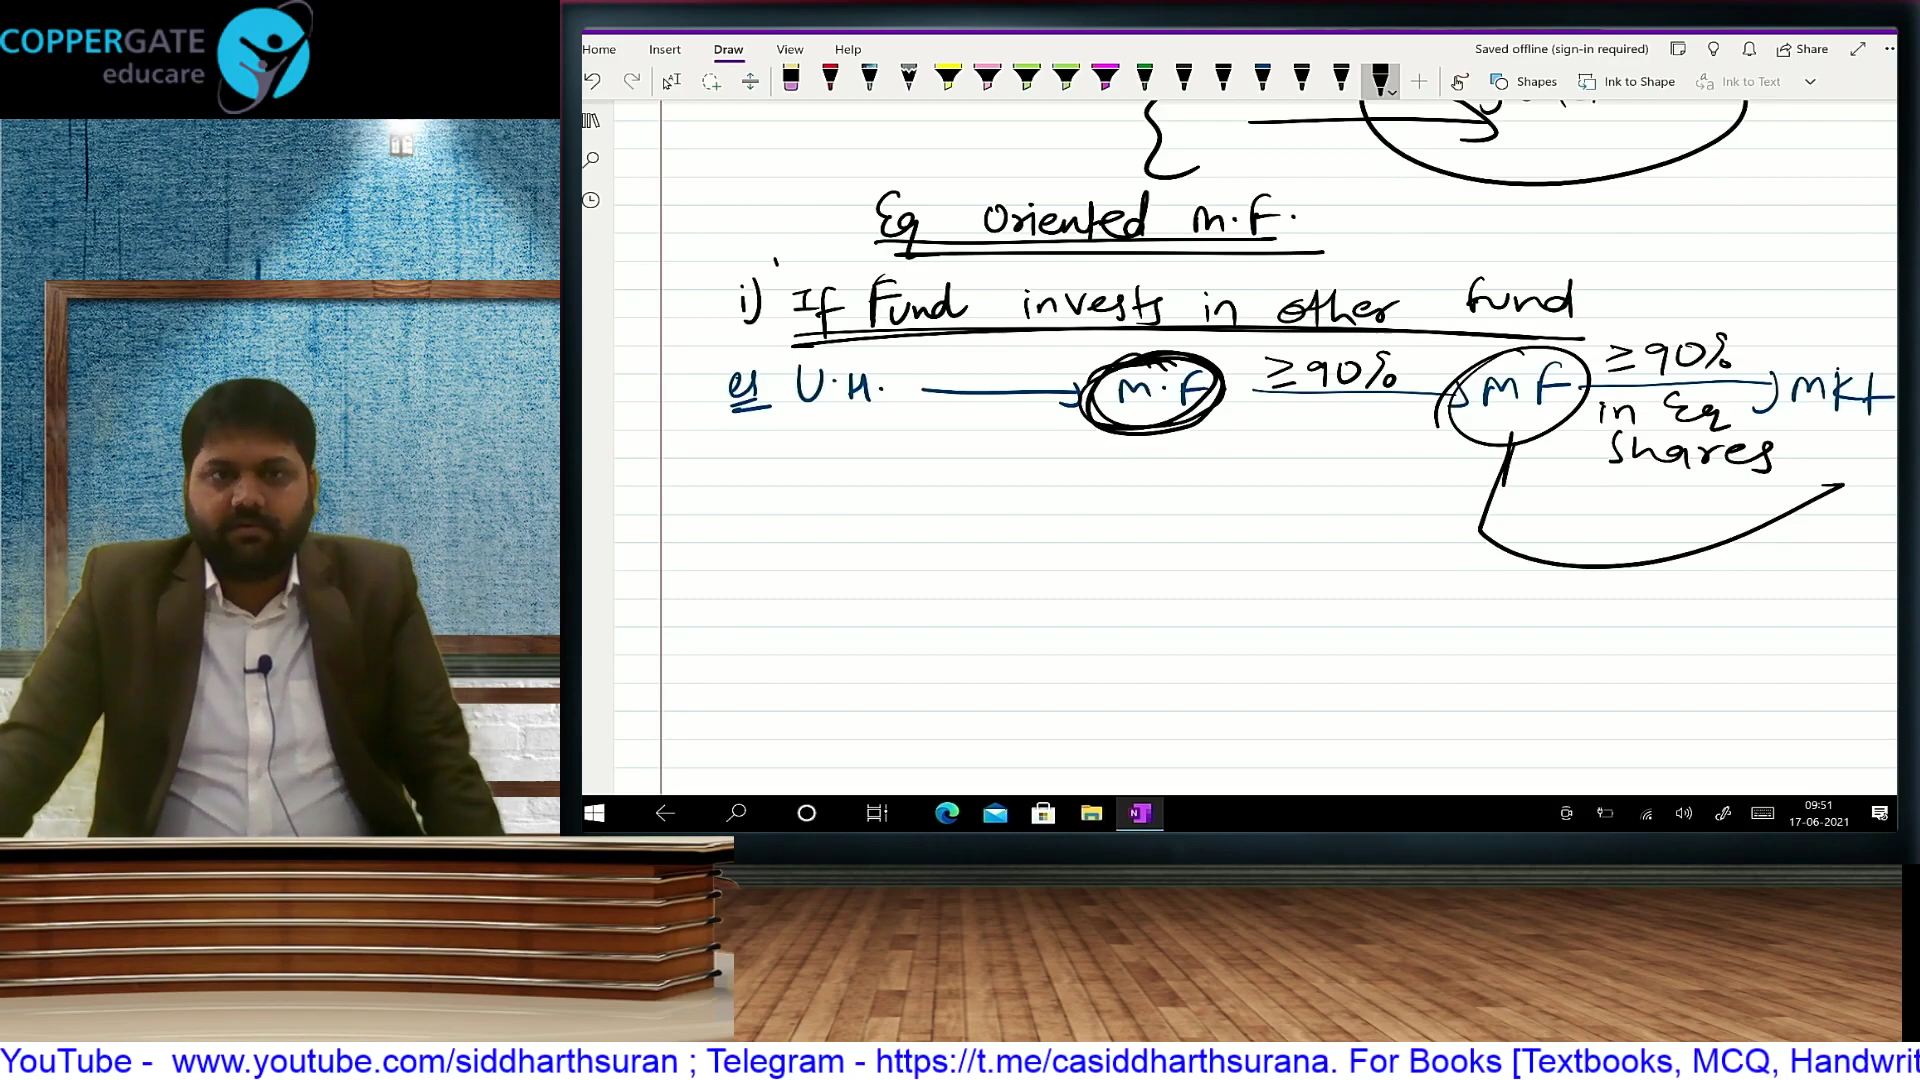 COPPERGATE
educare
Home Insert Draw View Help Saved offline (sign-in required) Share
Shapes Ink to Shape Ink to Text
Eq Oriented M.F.
i) If Fund invests in other fund
eg U.H. M.F ≥90% MF ≥90% Mkt
in Eq
Shares
09:51
17-06-2021
YouTube - www.youtube.com/siddharthsuran ; Telegram - https://t.me/casiddharthsurana. For Books [Textbooks, MCQ, Handwrit